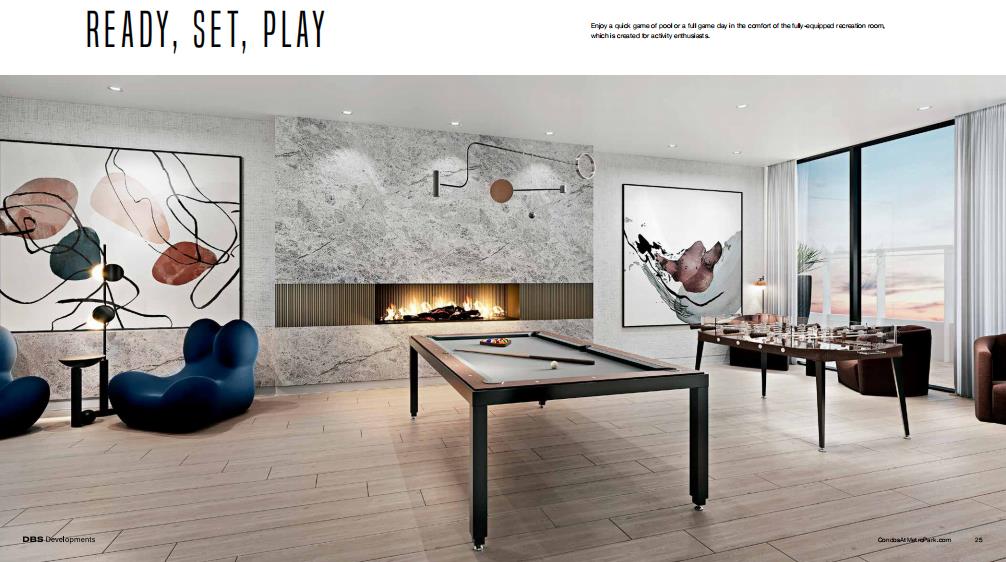 READY, SET, PLAY
Enjoy a quick game of pool or a full game day in the comfort of the fully-equipped recreation room,
which is created for activity enthusiasts.
DBS Developments
CondosAtMetroPark.com
25